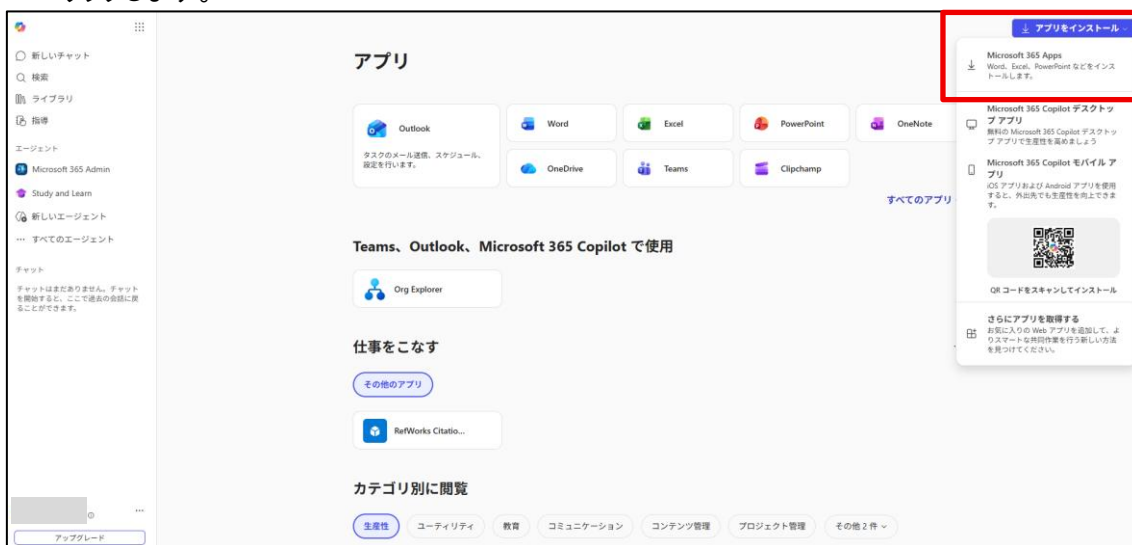 クリックします。
新しいチャット
検索
ライブラリ
指導
エージェント
Microsoft 365 Admin
Study and Learn
新しいエージェント
すべてのエージェント
チャット
チャットはまだありません。チャット
を開始すると、ここで過去の会話に戻
ることができます。
アップグレード
アプリ
Outlook
タスクのメール送信、スケジュール、
設定を行います。
Word
Excel
PowerPoint
OneNote
OneDrive
Teams
Clipchamp
すべてのアプリ
Teams、Outlook、Microsoft 365 Copilot で使用
Org Explorer
仕事をこなす
その他のアプリ
RefWorks Citatio...
カテゴリ別に閲覧
生産性
ユーティリティ
教育
コミュニケーション
コンテンツ管理
プロジェクト管理
その他 2 件
アプリをインストール
Microsoft 365 Apps
Word、Excel、PowerPoint などをインス
トールします。
Microsoft 365 Copilot デスクトッ
プ アプリ
無料の Microsoft 365 Copilot デスクトッ
プ アプリで生産性を高めましょう
Microsoft 365 Copilot モバイル ア
プリ
iOS アプリおよび Android アプリを使用
すると、外出先でも生産性を向上できま
す。
QR コードをスキャンしてインストール
さらにアプリを取得する
お気に入りの Web アプリを追加して、よ
りスマートな共同作業を行う新しい方法
を見つけてください。